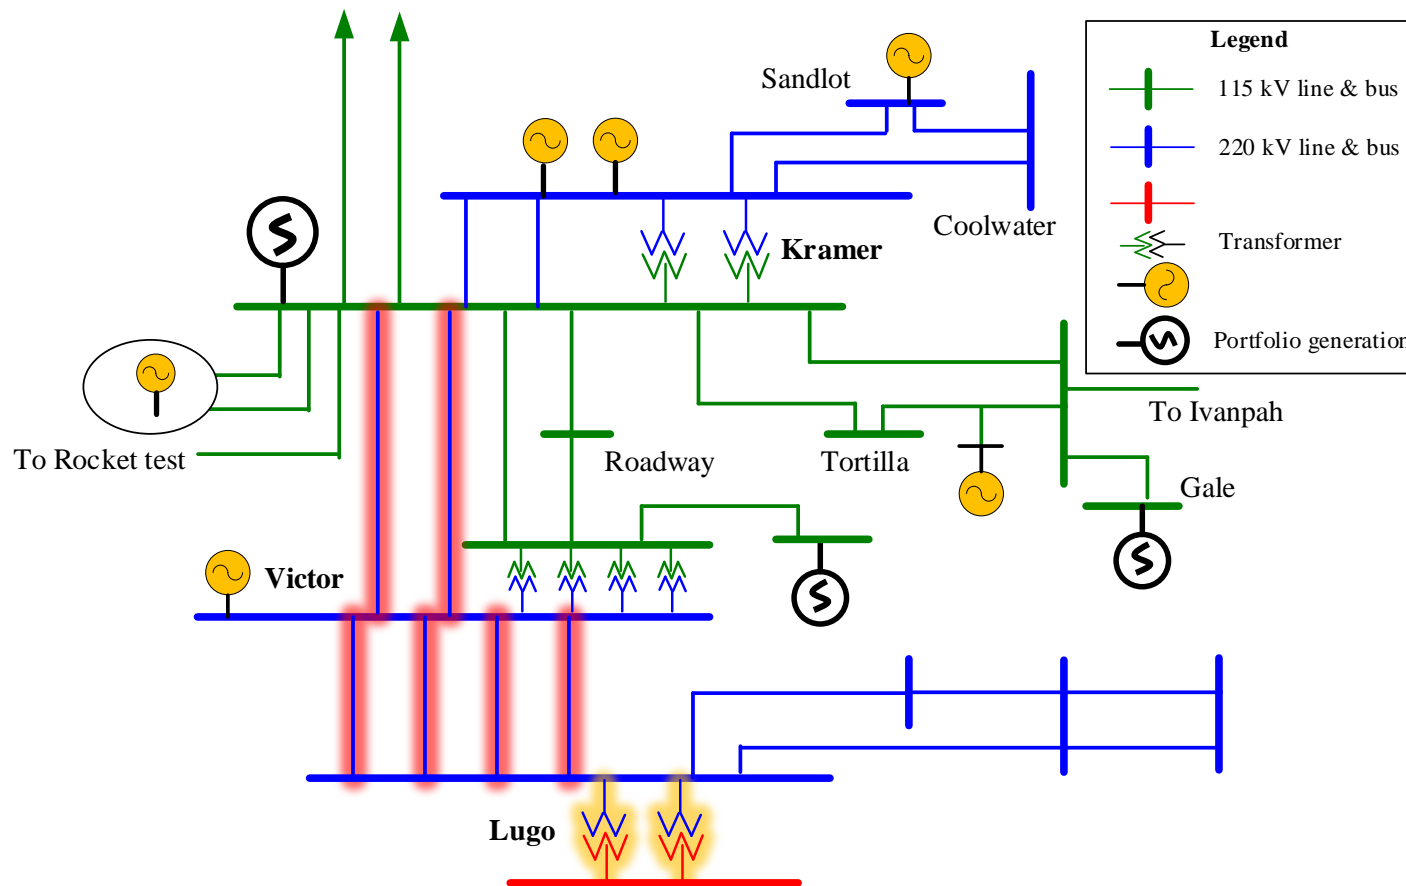 Legend
Sandlot
115 kV line & bus
220 kV line & bus
Coolwater
Transformer
Kramer
Portfolio generation
To Ivanpah
To Rocket test
Roadway
Tortilla
Gale
Victor
Lugo